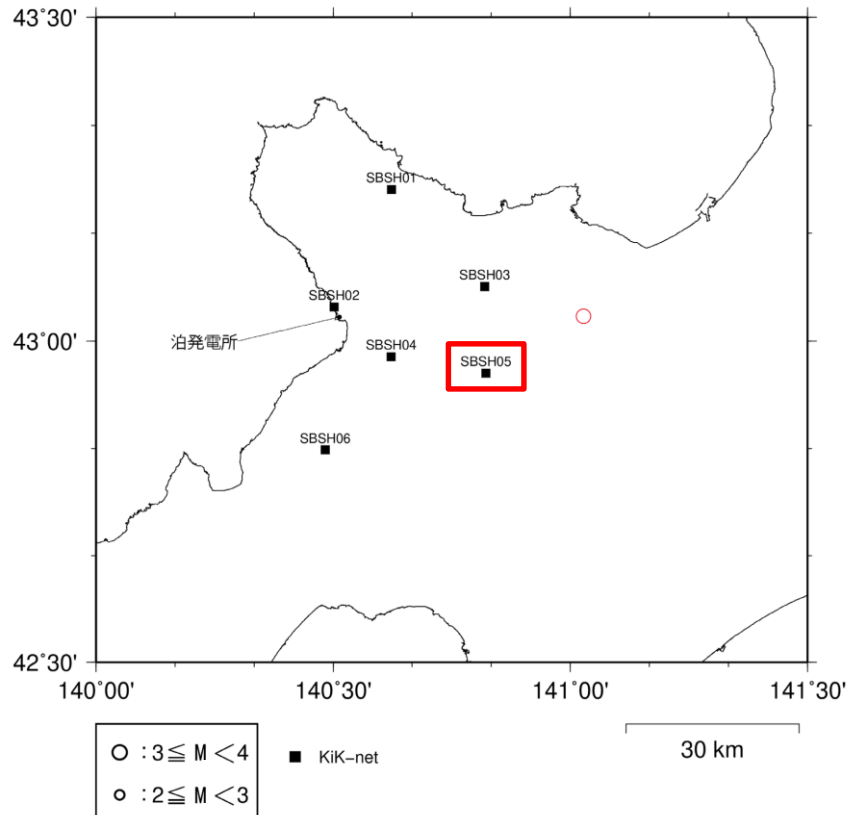 43˚30'
SBSH01
SBSH03
SBSH02
泊発電所
43˚00'
SBSH04
SBSH05
SBSH06
42˚30'
140˚00' 140˚30' 141˚00' 141˚30'
○ :3≦ M <4
■ KiK-net
30 km
○ :2≦ M <3